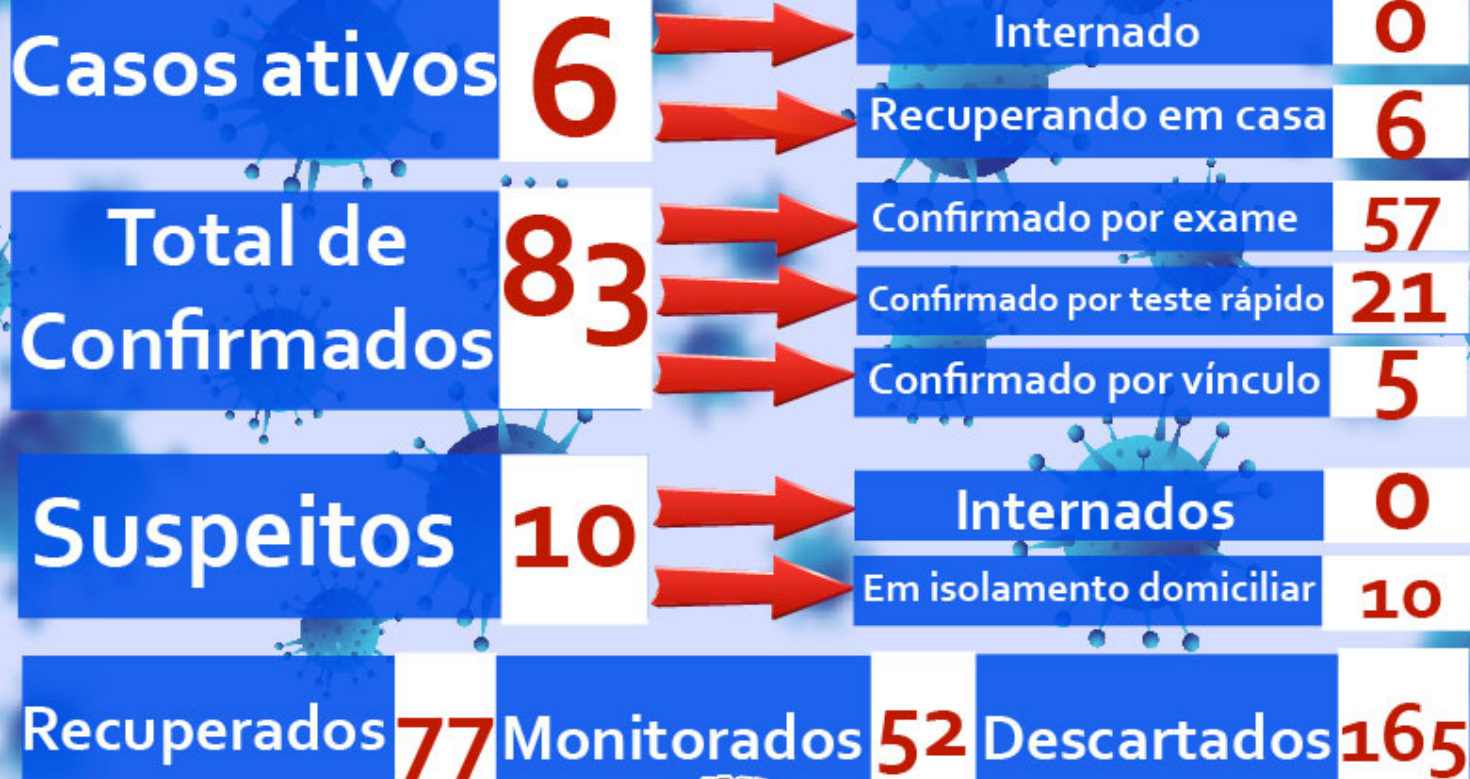 Casos ativos 6
Internado 0
Recuperando em casa 6
Total de
Confirmados 83
Confirmado por exame 57
Confirmado por teste rápido 21
Confirmado por vínculo 5
Suspeitos 10
Internados 0
Em isolamento domiciliar 10
Recuperados 77 Monitorados 52 Descartados 165